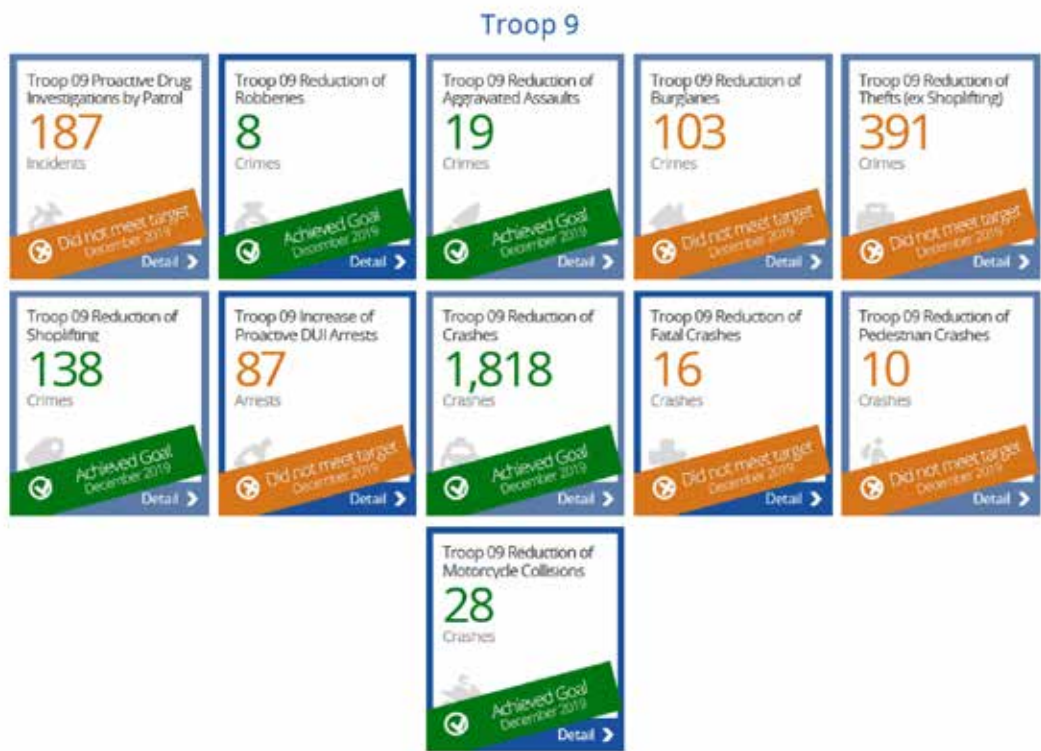 Troop 9
Troop 09 Proactive Drug
Investigations by Patrol
187
Incidents
Did not meet target
December 2019
Detail
Troop 09 Reduction of
Robberies
8
Crimes
Achieved Goal
December 2019
Detail
Troop 09 Reduction of
Aggravated Assaults
19
Crimes
Achieved Goal
December 2019
Detail
Troop 09 Reduction of
Burglaries
103
Crimes
Did not meet target
December 2019
Detail
Troop 09 Reduction of
Thefts (ex Shoplifting)
391
Crimes
Did not meet target
December 2019
Detail
Troop 09 Reduction of
Shoplifting
138
Crimes
Achieved Goal
December 2019
Detail
Troop 09 Increase of
Proactive DUI Arrests
87
Arrests
Did not meet target
December 2019
Detail
Troop 09 Reduction of
Crashes
1,818
Crashes
Achieved Goal
December 2019
Detail
Troop 09 Reduction of
Fatal Crashes
16
Crashes
Did not meet target
December 2019
Detail
Troop 09 Reduction of
Pedestrian Crashes
10
Crashes
Did not meet target
December 2019
Detail
Troop 09 Reduction of
Motorcycle Collisions
28
Crashes
Achieved Goal
December 2019
Detail